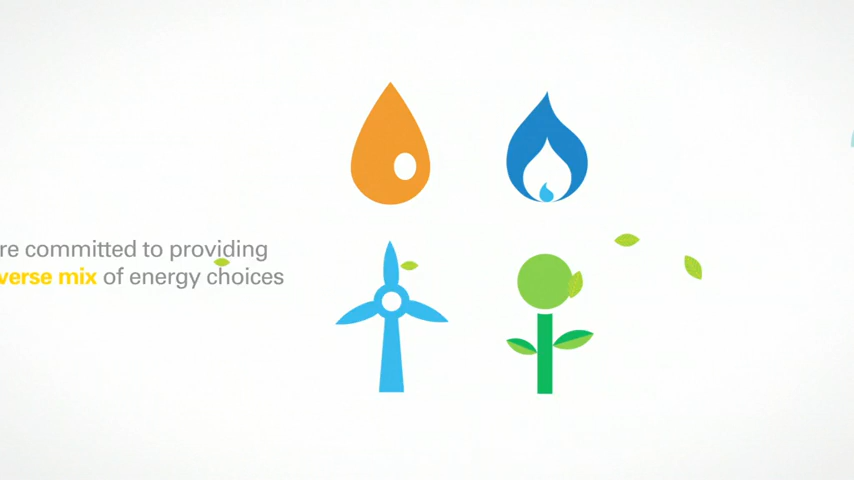 re committed to providing
verse mix of energy choices